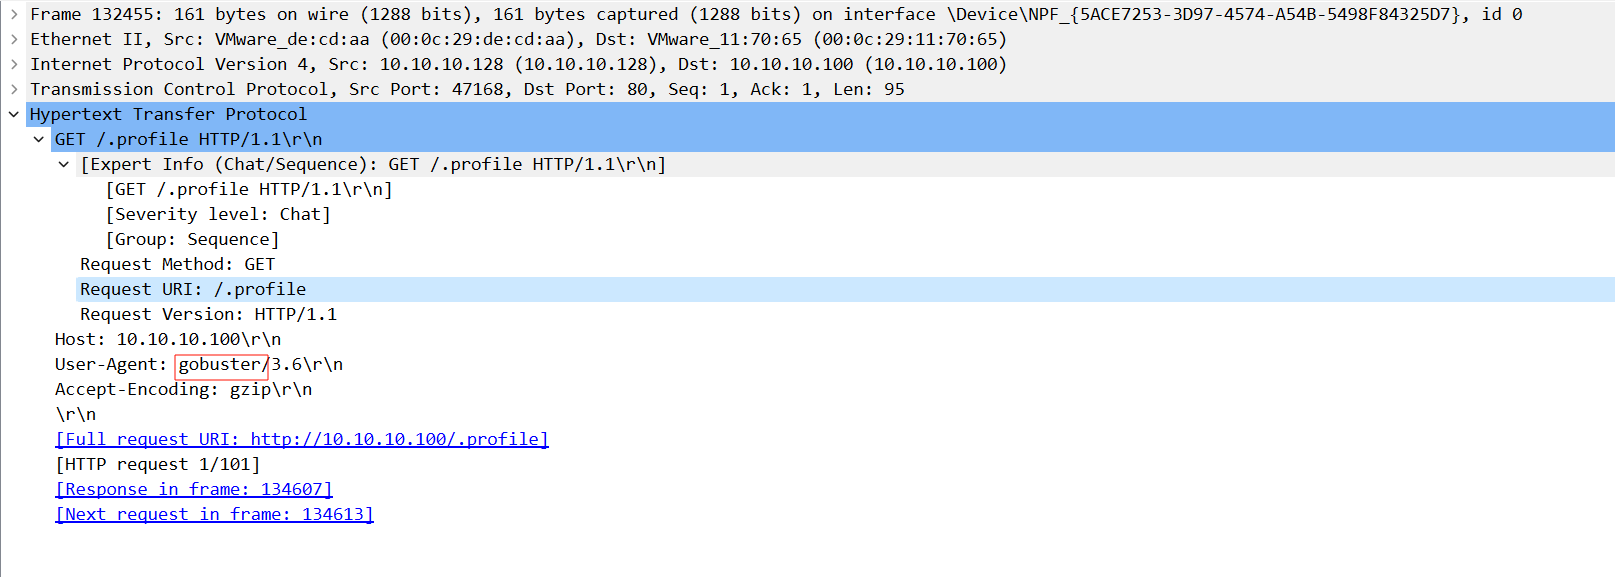 Frame 132455: 161 bytes on wire (1288 bits), 161 bytes captured (1288 bits) on interface \Device\NPF_{5ACE7253-3D97-4574-A54B-5498F84325D7}, id 0
Ethernet II, Src: VMware_de:cd:aa (00:0c:29:de:cd:aa), Dst: VMware_11:70:65 (00:0c:29:11:70:65)
Internet Protocol Version 4, Src: 10.10.10.128 (10.10.10.128), Dst: 10.10.10.100 (10.10.10.100)
Transmission Control Protocol, Src Port: 47168, Dst Port: 80, Seq: 1, Ack: 1, Len: 95
Hypertext Transfer Protocol
GET /.profile HTTP/1.1\r\n
[Expert Info (Chat/Sequence): GET /.profile HTTP/1.1\r\n]
[GET /.profile HTTP/1.1\r\n]
[Severity level: Chat]
[Group: Sequence]
Request Method: GET
Request URI: /.profile
Request Version: HTTP/1.1
Host: 10.10.10.100\r\n
User-Agent: gobuster/3.6\r\n
Accept-Encoding: gzip\r\n
\r\n
[Full request URI: http://10.10.10.100/.profile]
[HTTP request 1/101]
[Response in frame: 134607]
[Next request in frame: 134613]